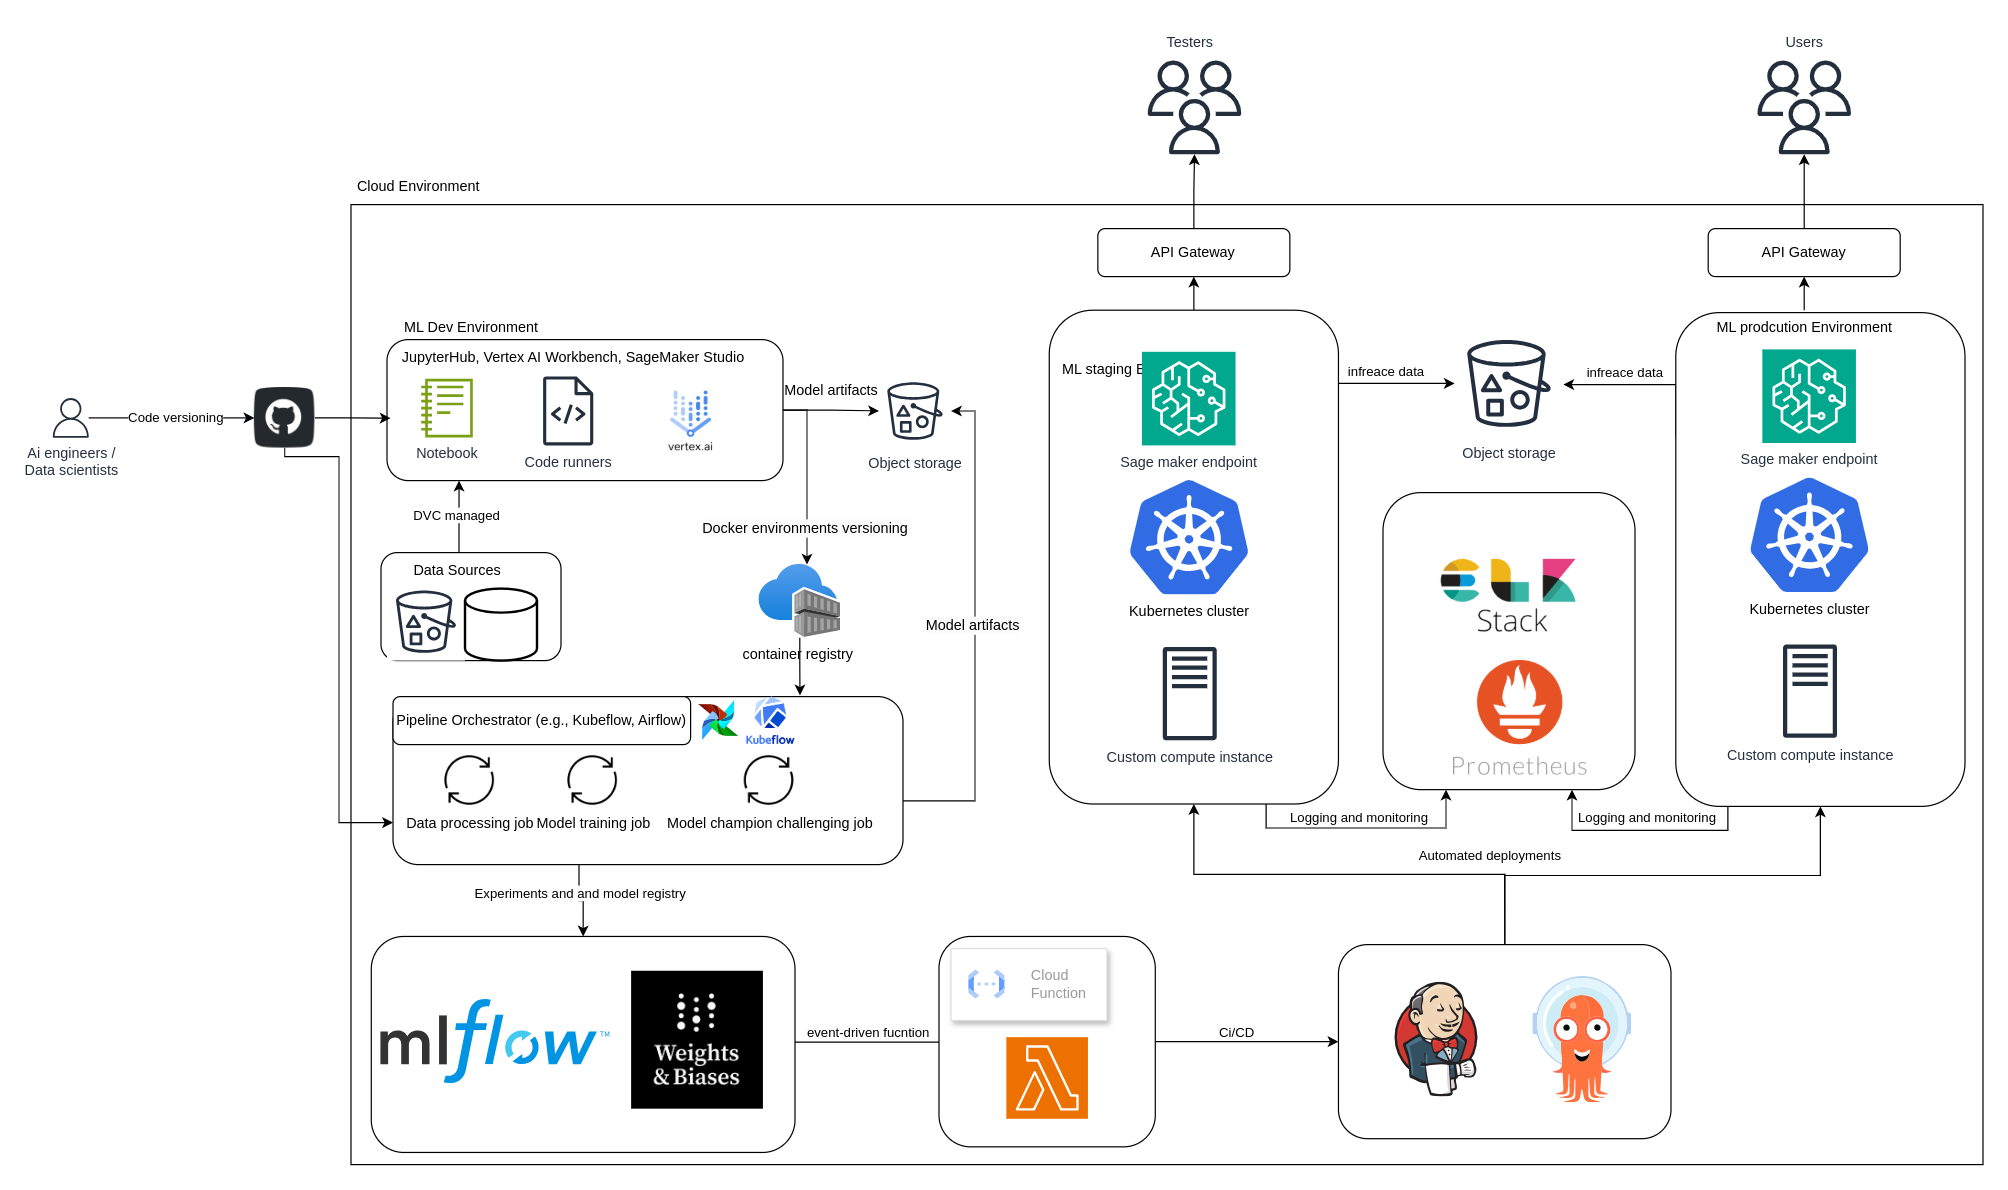 Testers
Users
Cloud Environment
API Gateway
API Gateway
ML Dev Environment
JupyterHub, Vertex AI Workbench, SageMaker Studio
Notebook
Code runners
vertex.ai
Code versioning
Ai engineers /
Data scientists
Model artifacts
Object storage
DVC managed
Data Sources
Docker environments versioning
container registry
Model artifacts
Pipeline Orchestrator (e.g., Kubeflow, Airflow)
Kubeflow
Data processing job
Model training job
Model champion challenging job
Experiments and and model registry
mlflow™
Weights
& Biases
event-driven fucntion
Cloud
Function
Ci/CD
ML staging E
Sage maker endpoint
Kubernetes cluster
Custom compute instance
infreace data
Object storage
infreace data
Stack
Prometheus
ML prodcution Environment
Sage maker endpoint
Kubernetes cluster
Custom compute instance
Logging and monitoring
Logging and monitoring
Automated deployments